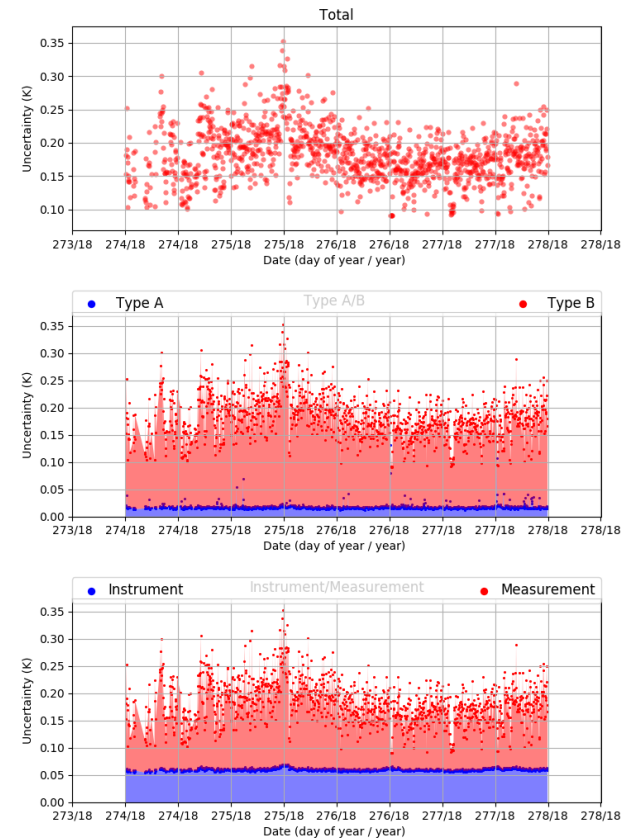 Total
0.35
0.30
0.25
0.20
0.15
0.10
Uncertainty (K)
273/18 274/18 274/18 275/18 275/18 276/18 276/18 277/18 277/18 278/18 278/18
Date (day of year / year)
Type A Type A/B Type B
0.35
0.30
0.25
0.20
0.15
0.10
0.05
0.00
Uncertainty (K)
273/18 274/18 274/18 275/18 275/18 276/18 276/18 277/18 277/18 278/18 278/18
Date (day of year / year)
Instrument Instrument/Measurement Measurement
0.35
0.30
0.25
0.20
0.15
0.10
0.05
0.00
Uncertainty (K)
273/18 274/18 274/18 275/18 275/18 276/18 276/18 277/18 277/18 278/18 278/18
Date (day of year / year)